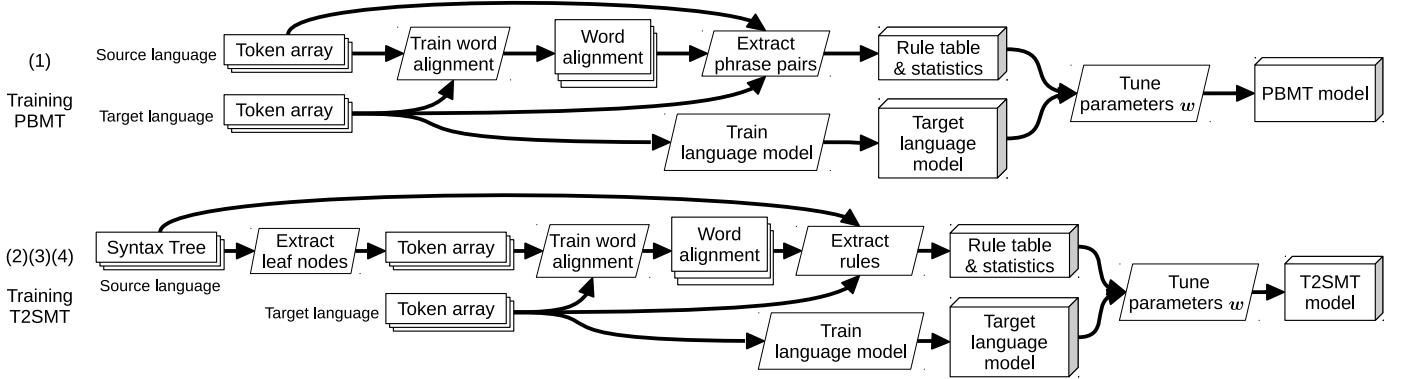 (1)
Training
PBMT
Source language
Token array
Target language
Token array
Train word
alignment
Word
alignment
Extract
phrase pairs
Train
language model
Rule table
& statistics
Target
language
model
Tune
parameters w
PBMT model
(2)(3)(4)
Training
T2SMT
Syntax Tree
Source language
Extract
leaf nodes
Token array
Target language
Token array
Train word
alignment
Word
alignment
Extract
rules
Train
language model
Rule table
& statistics
Target
language
model
Tune
parameters w
T2SMT
model